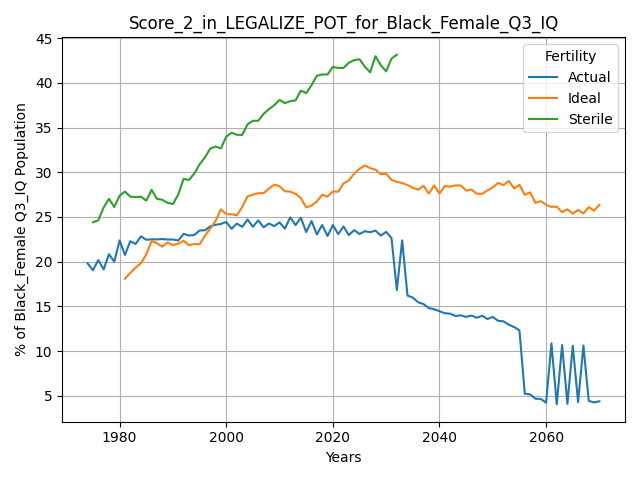 Score_2_in_LEGALIZE_POT_for_Black_Female_Q3_IQ
% of Black_Female Q3_IQ Population
45
40
35
30
25
20
15
10
5
Fertility
Actual
Ideal
Sterile
1980 2000 2020 2040 2060
Years